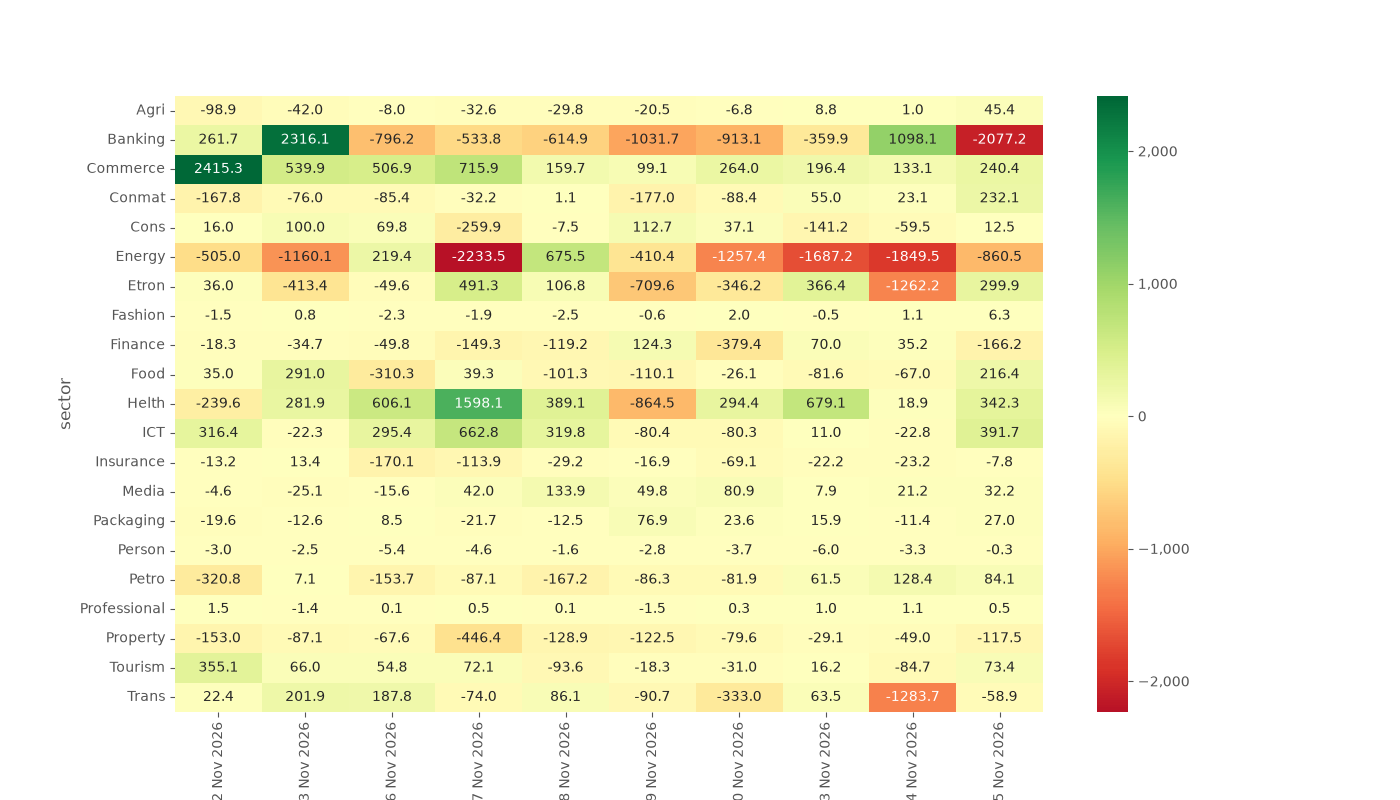 Agri -98.9 -42.0 -8.0 -32.6 -29.8 -20.5 -6.8 8.8 1.0 45.4
Banking 261.7 2316.1 -796.2 -533.8 -614.9 -1031.7 -913.1 -359.9 1098.1 -2077.2
2,000
Commerce 2415.3 539.9 506.9 715.9 159.7 99.1 264.0 196.4 133.1 240.4
Conmat -167.8 -76.0 -85.4 -32.2 1.1 -177.0 -88.4 55.0 23.1 232.1
Cons 16.0 100.0 69.8 -259.9 -7.5 112.7 37.1 -141.2 -59.5 12.5
Energy -505.0 -1160.1 219.4 -2233.5 675.5 -410.4 -1257.4 -1687.2 -1849.5 -860.5
Etron 36.0 -413.4 -49.6 491.3 106.8 -709.6 -346.2 366.4 -1262.2 299.9
1,000
Fashion -1.5 0.8 -2.3 -1.9 -2.5 -0.6 2.0 -0.5 1.1 6.3
Finance -18.3 -34.7 -49.8 -149.3 -119.2 124.3 -379.4 70.0 35.2 -166.2
Food 35.0 291.0 -310.3 39.3 -101.3 -110.1 -26.1 -81.6 -67.0 216.4
sector
Helth -239.6 281.9 606.1 1598.1 389.1 -864.5 294.4 679.1 18.9 342.3
0
ICT 316.4 -22.3 295.4 662.8 319.8 -80.4 -80.3 11.0 -22.8 391.7
Insurance -13.2 13.4 -170.1 -113.9 -29.2 -16.9 -69.1 -22.2 -23.2 -7.8
Media -4.6 -25.1 -15.6 42.0 133.9 49.8 80.9 7.9 21.2 32.2
Packaging -19.6 -12.6 8.5 -21.7 -12.5 76.9 23.6 15.9 -11.4 27.0
Person -3.0 -2.5 -5.4 -4.6 -1.6 -2.8 -3.7 -6.0 -3.3 -0.3
−1,000
Petro -320.8 7.1 -153.7 -87.1 -167.2 -86.3 -81.9 61.5 128.4 84.1
Professional 1.5 -1.4 0.1 0.5 0.1 -1.5 0.3 1.0 1.1 0.5
Property -153.0 -87.1 -67.6 -446.4 -128.9 -122.5 -79.6 -29.1 -49.0 -117.5
Tourism 355.1 66.0 54.8 72.1 -93.6 -18.3 -31.0 16.2 -84.7 73.4
−2,000
Trans 22.4 201.9 187.8 -74.0 86.1 -90.7 -333.0 63.5 -1283.7 -58.9
2 Nov 2026
3 Nov 2026
6 Nov 2026
7 Nov 2026
8 Nov 2026
9 Nov 2026
0 Nov 2026
3 Nov 2026
4 Nov 2026
5 Nov 2026